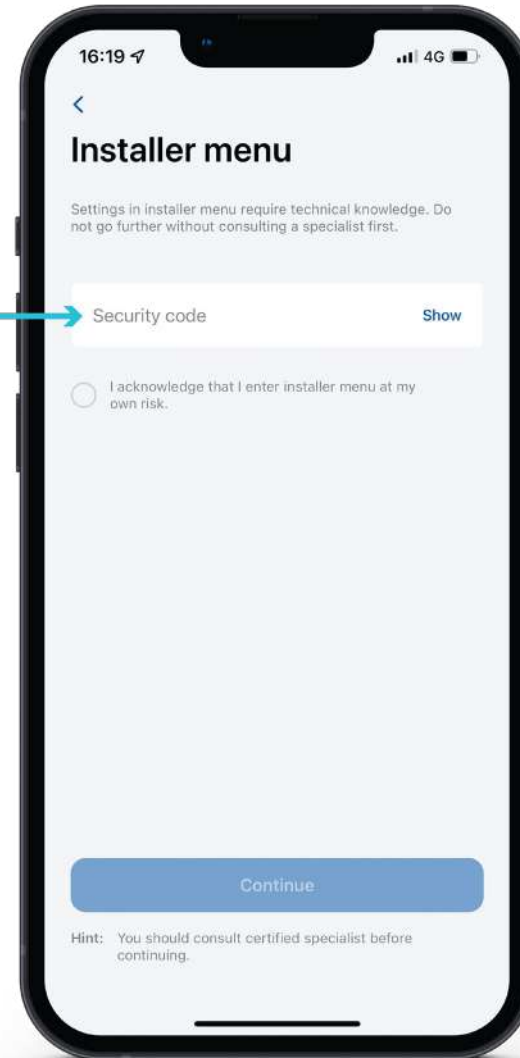 16:19
4G
Installer menu
Settings in installer menu require technical knowledge. Do
not go further without consulting a specialist first.
Security code Show
I acknowledge that I enter installer menu at my
own risk.
Continue
Hint: You should consult certified specialist before
continuing.